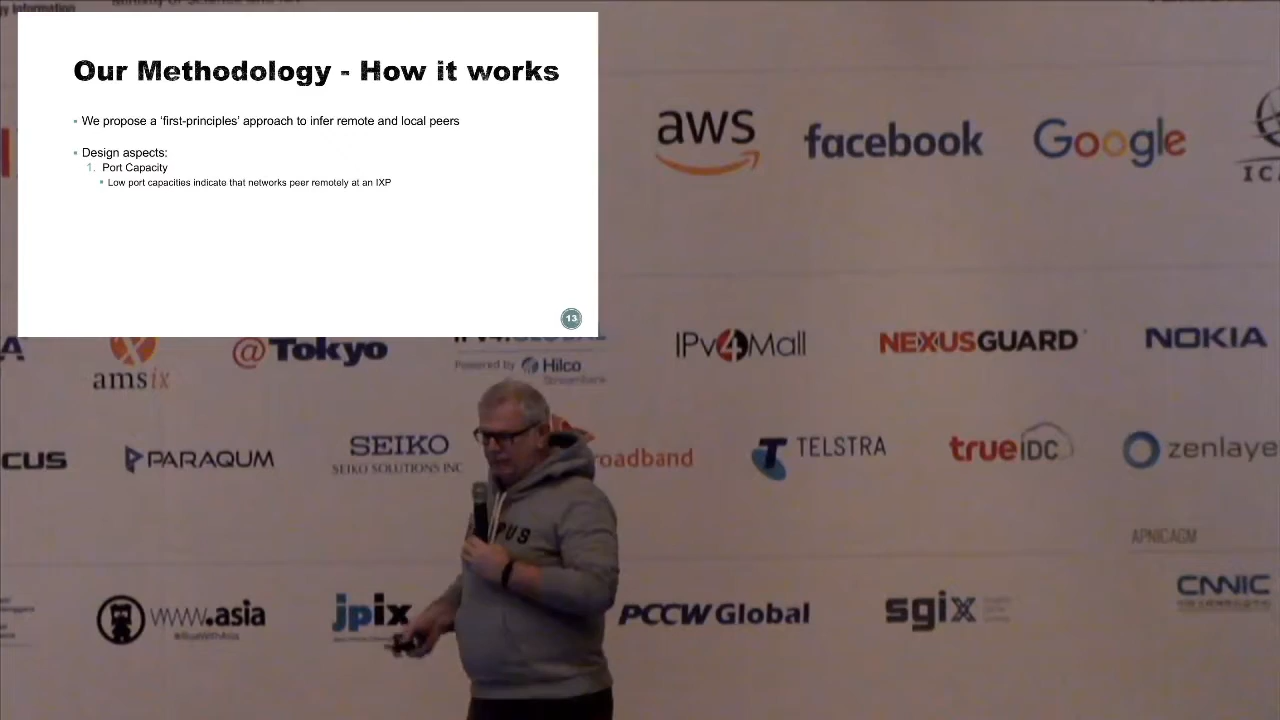 Our Methodology - How it works
We propose a 'first-principles' approach to infer remote and local peers
Design aspects:
1. Port Capacity
Low port capacities indicate that networks peer remotely at an IXP
13
aws
facebook
Google
amsix
@Tokyo
Powered by Hilco
Streambank
IPv4Mall
NEXUSGUARD
NOKIA
CUS
PARAQUM
SEIKO
SEIKO SOLUTIONS INC
roadband
TELSTRA
trueIDC
zenlaye
PUS
APNICAGM
www.asia
jpix
PCCW Global
sgix
CNNIC